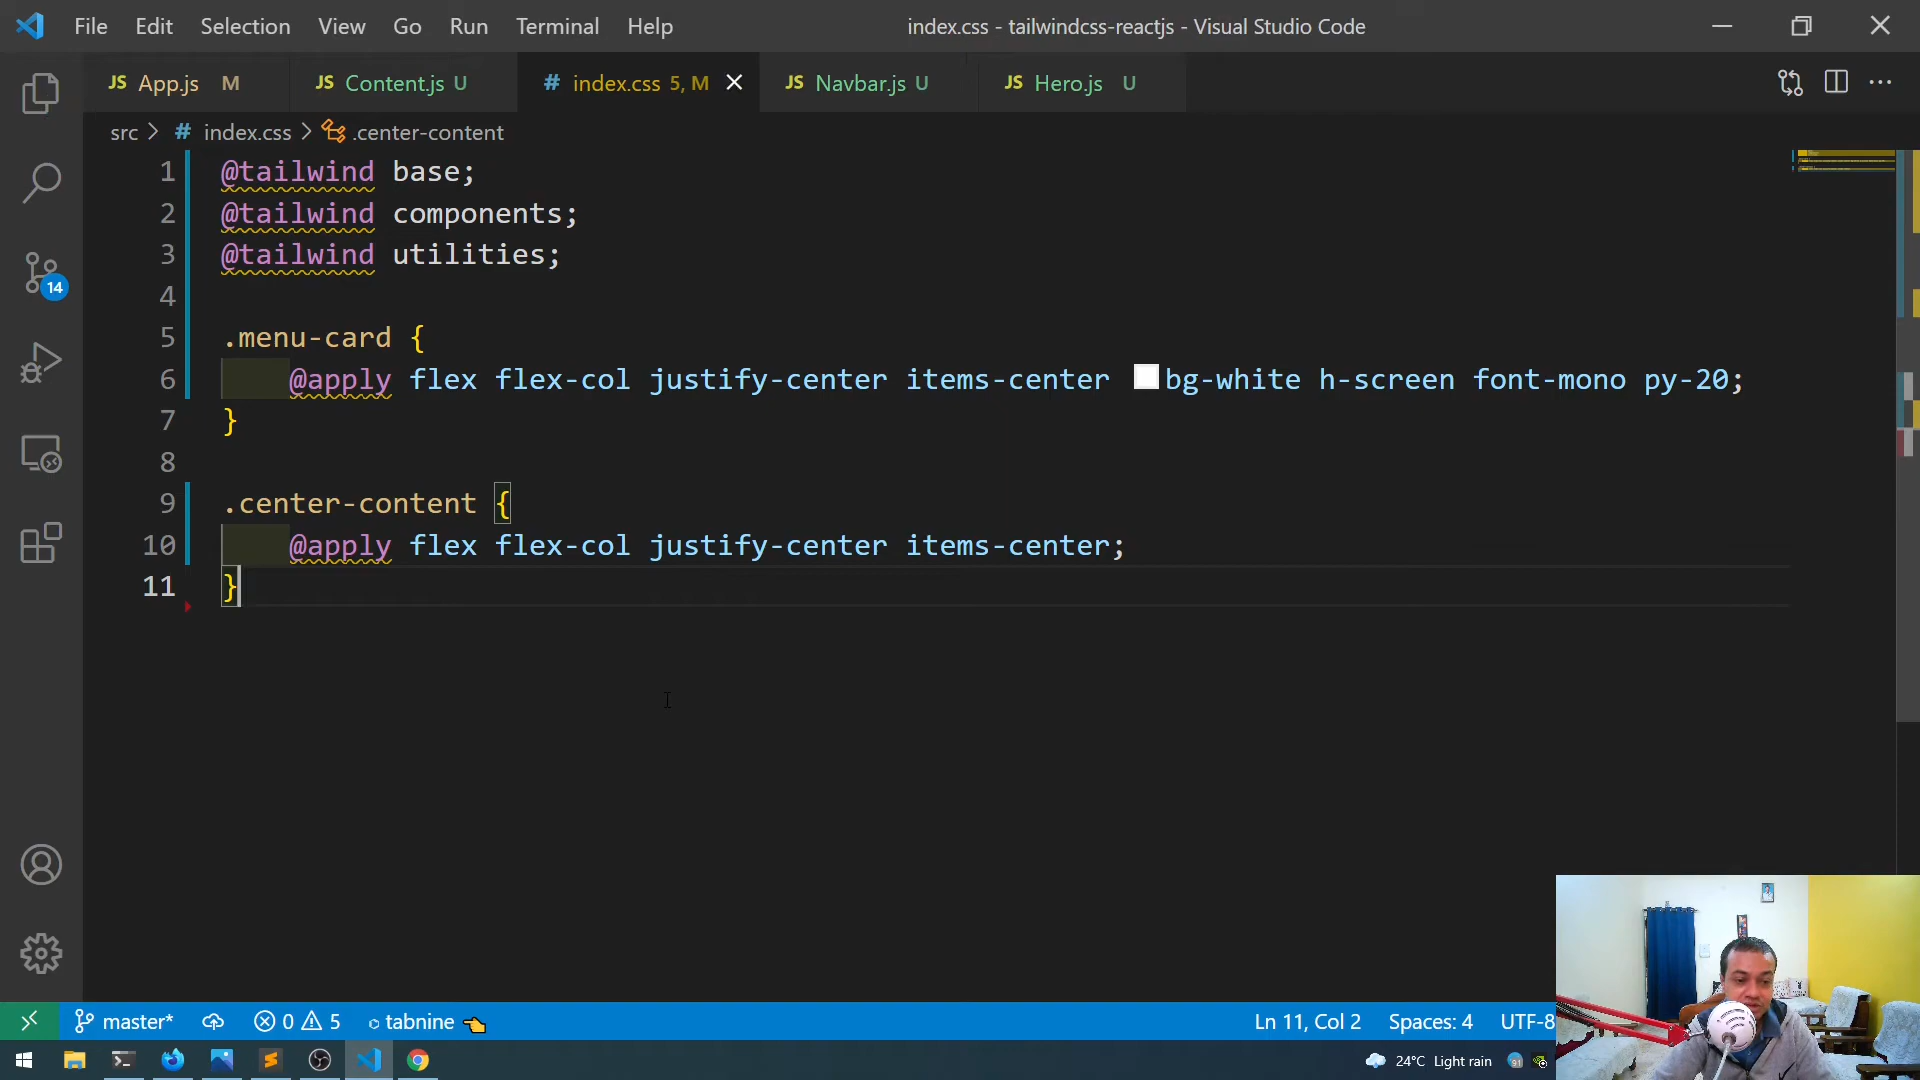 File Edit Selection View Go Run Terminal Help index.css - tailwindcss-reactjs - Visual Studio Code
JS App.js M JS Content.js U # index.css 5, M JS Navbar.js U JS Hero.js U
src > # index.css > .center-content
1 @tailwind base;
2 @tailwind components;
3 @tailwind utilities;
4
5 .menu-card {
6 @apply flex flex-col justify-center items-center bg-white h-screen font-mono py-20;
7 }
8
9 .center-content {
10 @apply flex flex-col justify-center items-center;
11 }
14
master* 0 5 tabnine Ln 11, Col 2 Spaces: 4 UTF-8
24°C Light rain 91